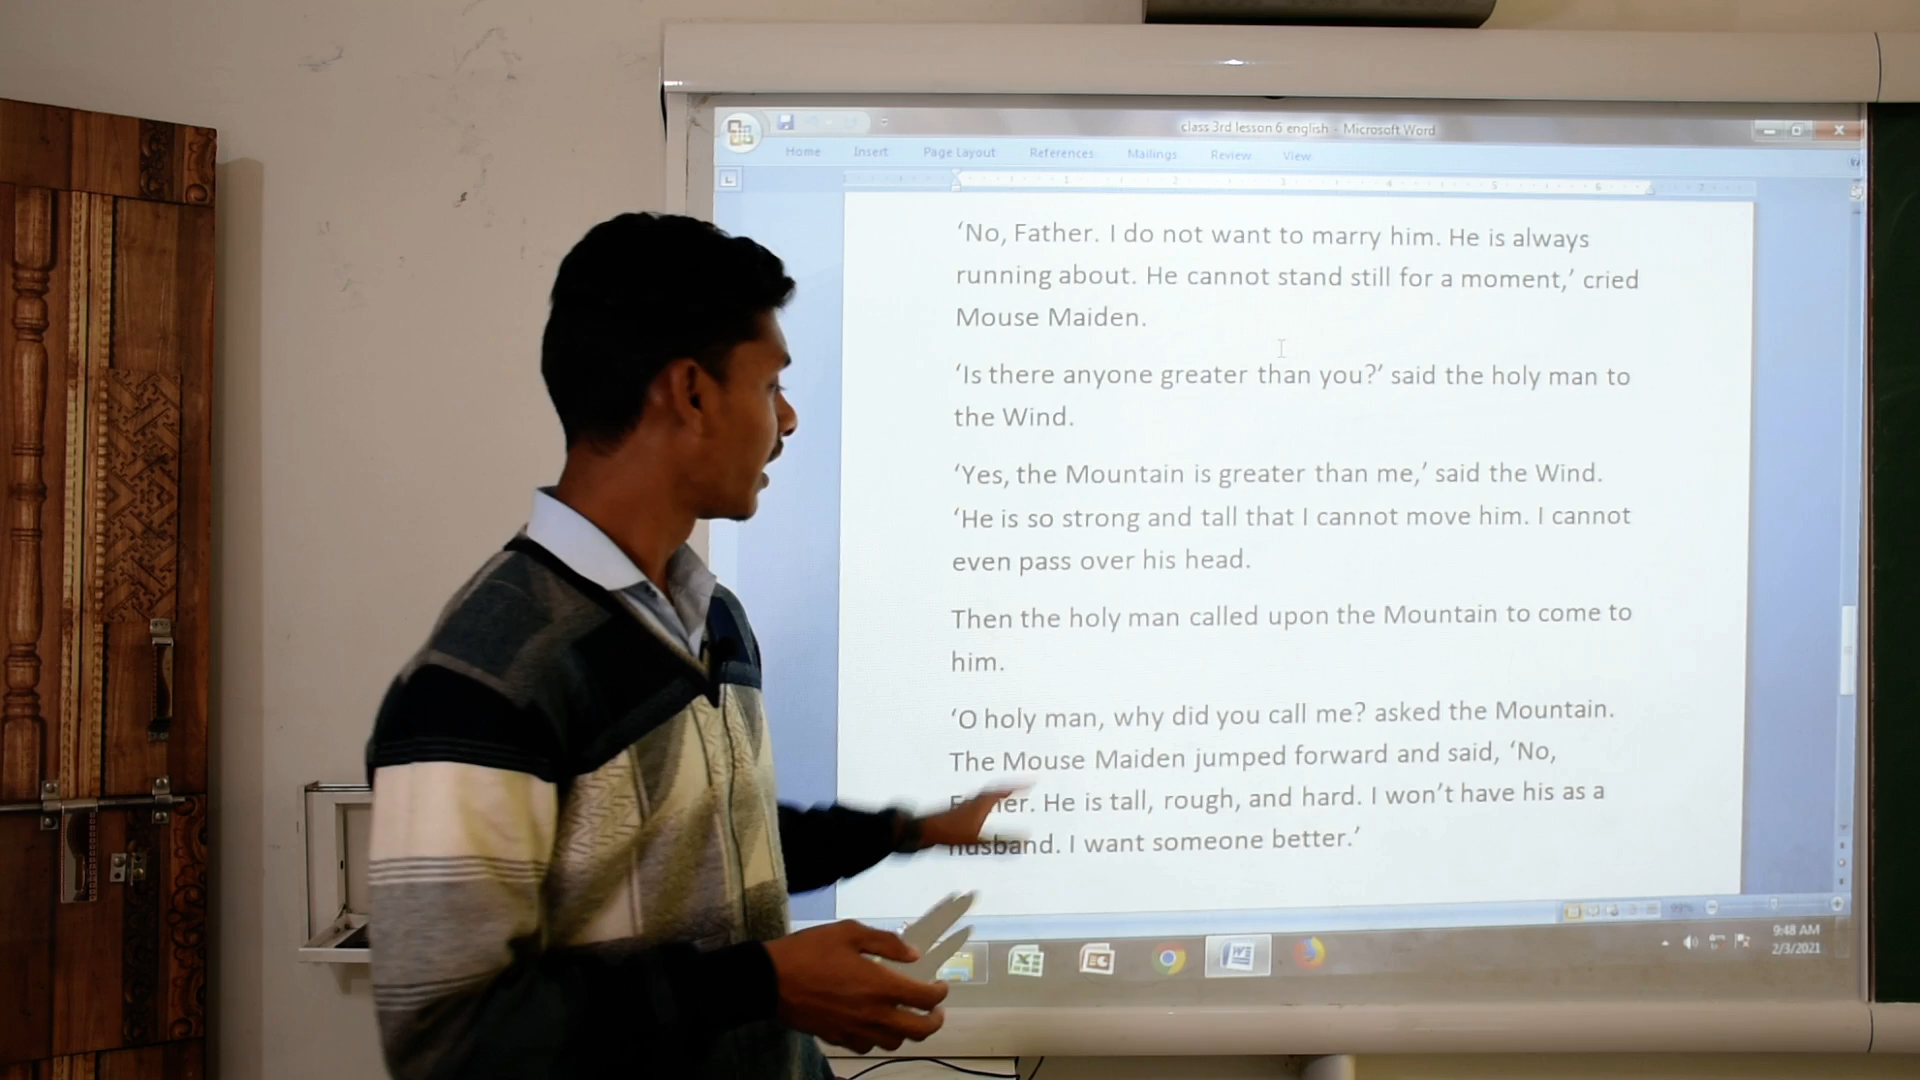 class 3rd lesson 6 english - Microsoft Word
Home Insert Page Layout References Mailings Review View
‘No, Father. I do not want to marry him. He is always
running about. He cannot stand still for a moment,’ cried
Mouse Maiden.
‘Is there anyone greater than you?’ said the holy man to
the Wind.
‘Yes, the Mountain is greater than me,’ said the Wind.
‘He is so strong and tall that I cannot move him. I cannot
even pass over his head.
Then the holy man called upon the Mountain to come to
him.
‘O holy man, why did you call me? asked the Mountain.
The Mouse Maiden jumped forward and said, ‘No,
Father. He is tall, rough, and hard. I won’t have his as a
husband. I want someone better.’
9:48 AM
2/3/2021